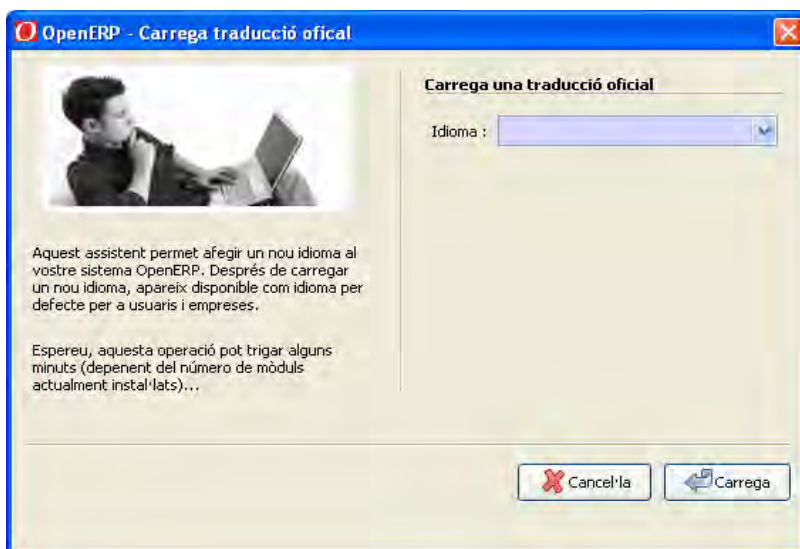 OpenERP - Carrega traducció ofical
Carrega una traducció oficial
Idioma :
Aquest assistent permet afegir un nou idioma al
vostre sistema OpenERP. Després de carregar
un nou idioma, apareix disponible com idioma per
defecte per a usuaris i empreses.
Espereu, aquesta operació pot trigar alguns
minuts (depenent del número de mòduls
actualment instal·lats)...
Cancel·la
Carrega